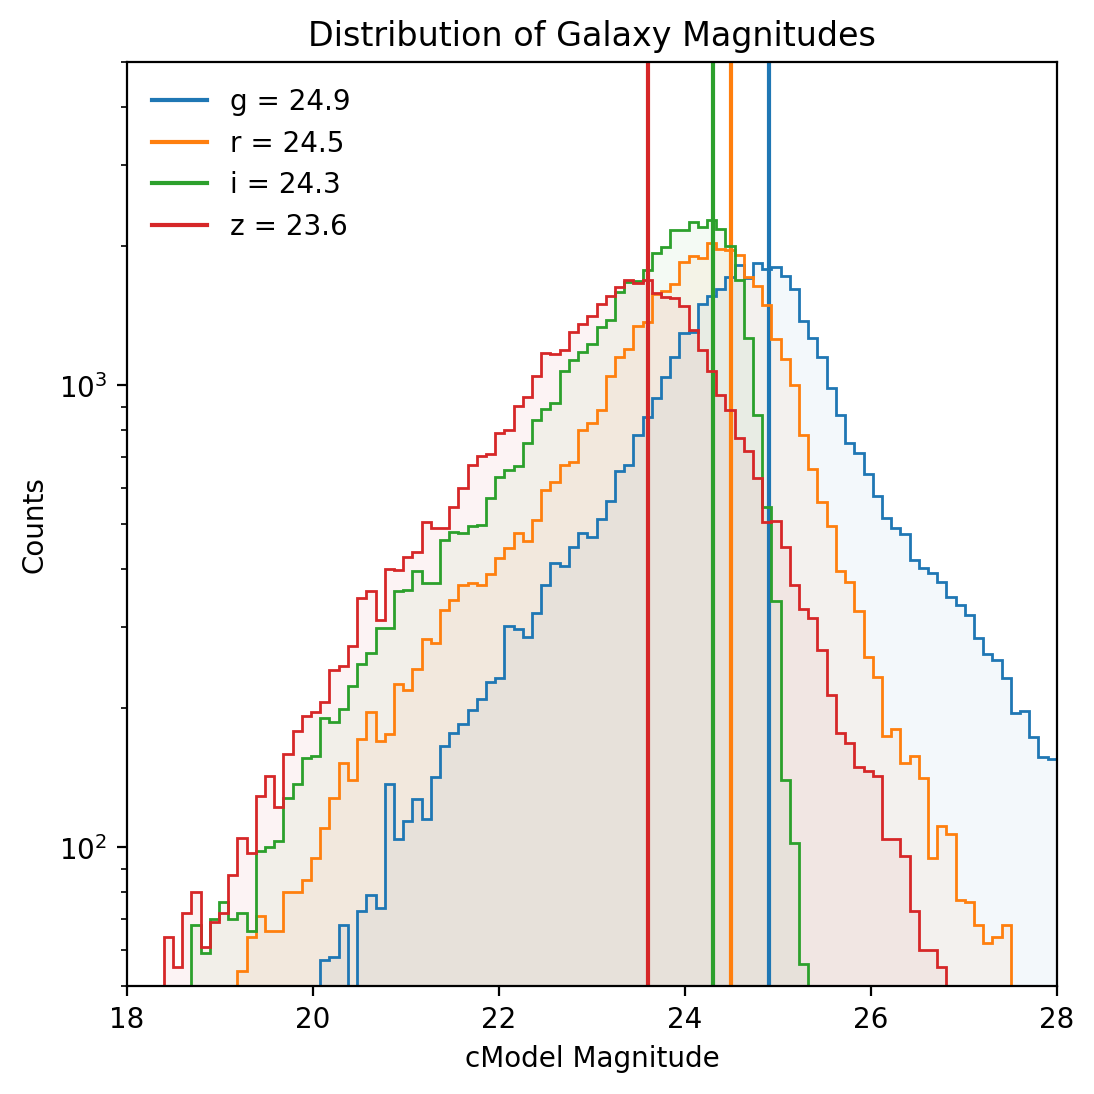 Distribution of Galaxy Magnitudes
g = 24.9
r = 24.5
i = 24.3
z = 23.6
Counts
10³
10²
18 20 22 24 26 28
cModel Magnitude